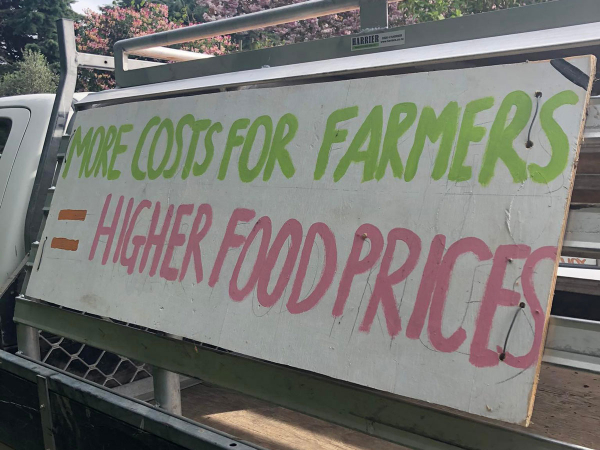 MORE COSTS FOR FARMERS
= HIGHER FOOD PRICES